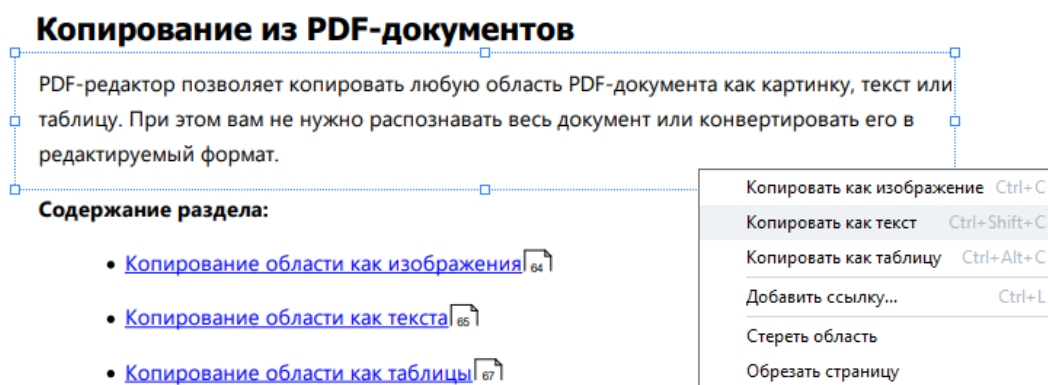 Копирование из PDF-документов
PDF-редактор позволяет копировать любую область PDF-документа как картинку, текст или
таблицу. При этом вам не нужно распознавать весь документ или конвертировать его в
редактируемый формат.
Содержание раздела:
• Копирование области как изображения 64
• Копирование области как текста 65
• Копирование области как таблицы 67
Копировать как изображение Ctrl+C
Копировать как текст Ctrl+Shift+C
Копировать как таблицу Ctrl+Alt+C
Добавить ссылку... Ctrl+L
Стереть область
Обрезать страницу